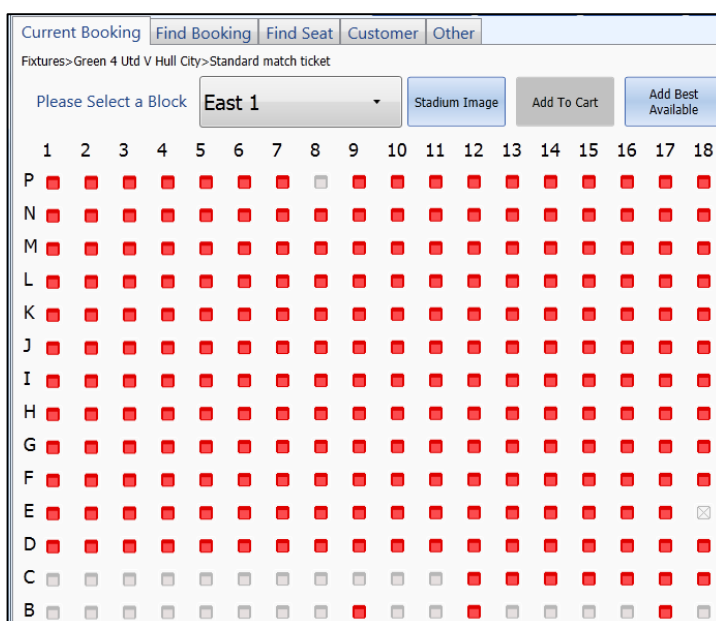 Current Booking Find Booking Find Seat Customer Other
Fixtures>Green 4 Utd V Hull City>Standard match ticket
Please Select a Block East 1 Stadium Image Add To Cart Add Best
Available
1 2 3 4 5 6 7 8 9 10 11 12 13 14 15 16 17 18
P
N
M
L
K
J
I
H
G
F
E
D
C
B